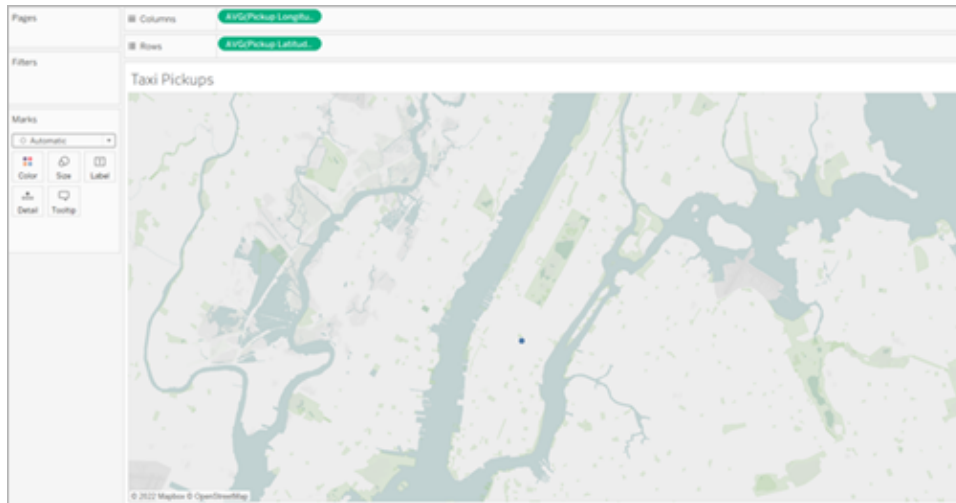 Pages
Columns
AVG(Pickup Longitu..
Rows
AVG(Pickup Latitud..
Filters
Taxi Pickups
Marks
Automatic
Color
Size
Label
Detail
Tooltip
© 2022 Mapbox © OpenStreetMap